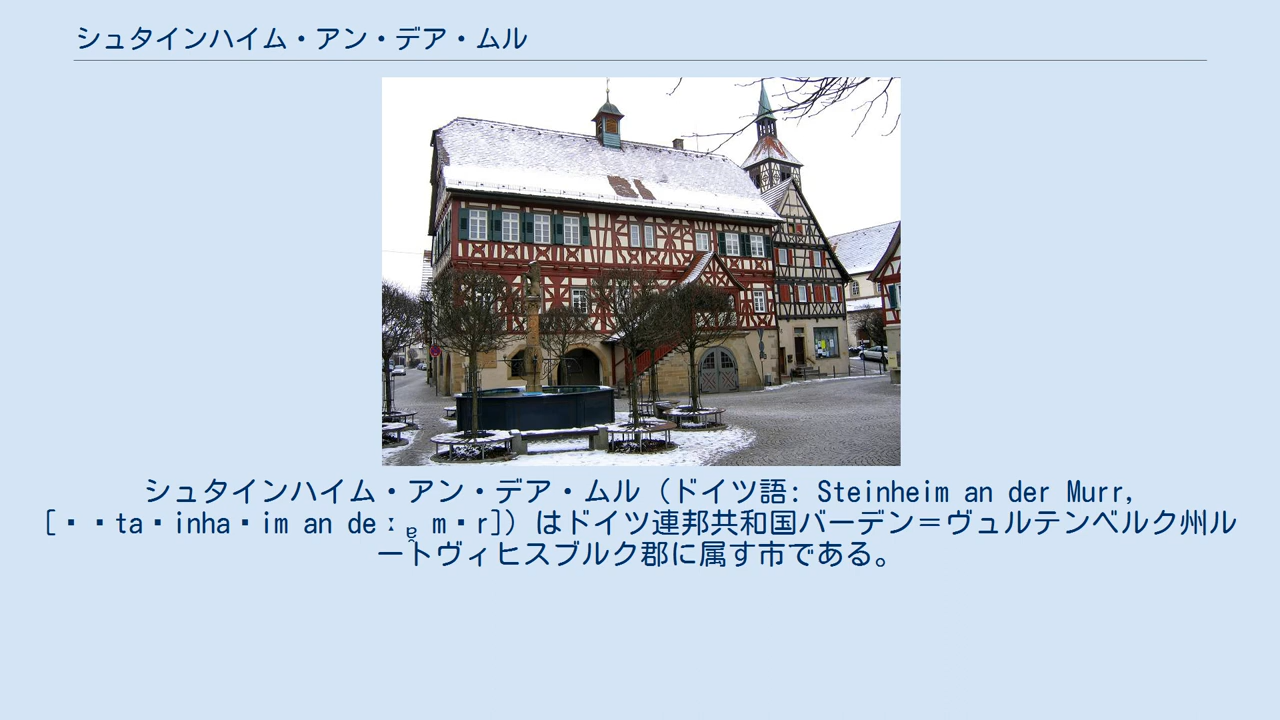 シュタインハイム・アン・デア・ムル
シュタインハイム・アン・デア・ムル（ドイツ語: Steinheim an der Murr,
[・・ta・inha・im an deːɐ̯ m・r]）はドイツ連邦共和国バーデン＝ヴュルテンベルク州ル
ートヴィヒスブルク郡に属す市である。